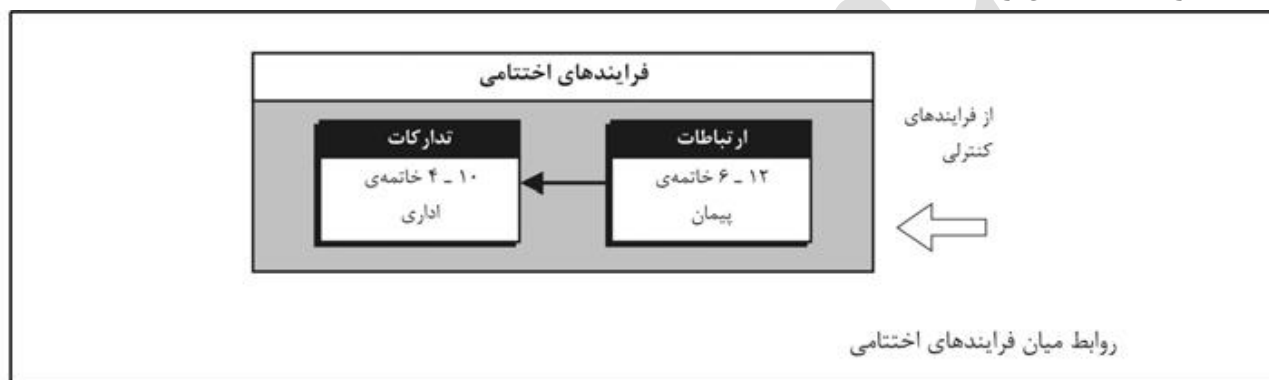 فرایندهای اختتامی
از فرایندهای
کنترلی
ارتباطات
۱۲ ـ ۶ خاتمه‌ی
پیمان
تدارکات
۱۰ ـ ۴ خاتمه‌ی
اداری
روابط میان فرایندهای اختتامی